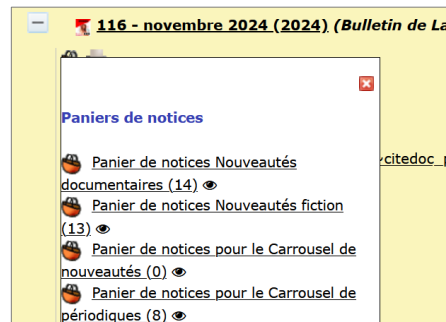 116 - novembre 2024 (2024) (Bulletin de La
Paniers de notices
citedoc_p
Panier de notices Nouveautés
documentaires (14)
Panier de notices Nouveautés fiction
(13)
Panier de notices pour le Carrousel de
nouveautés (0)
Panier de notices pour le Carrousel de
périodiques (8)